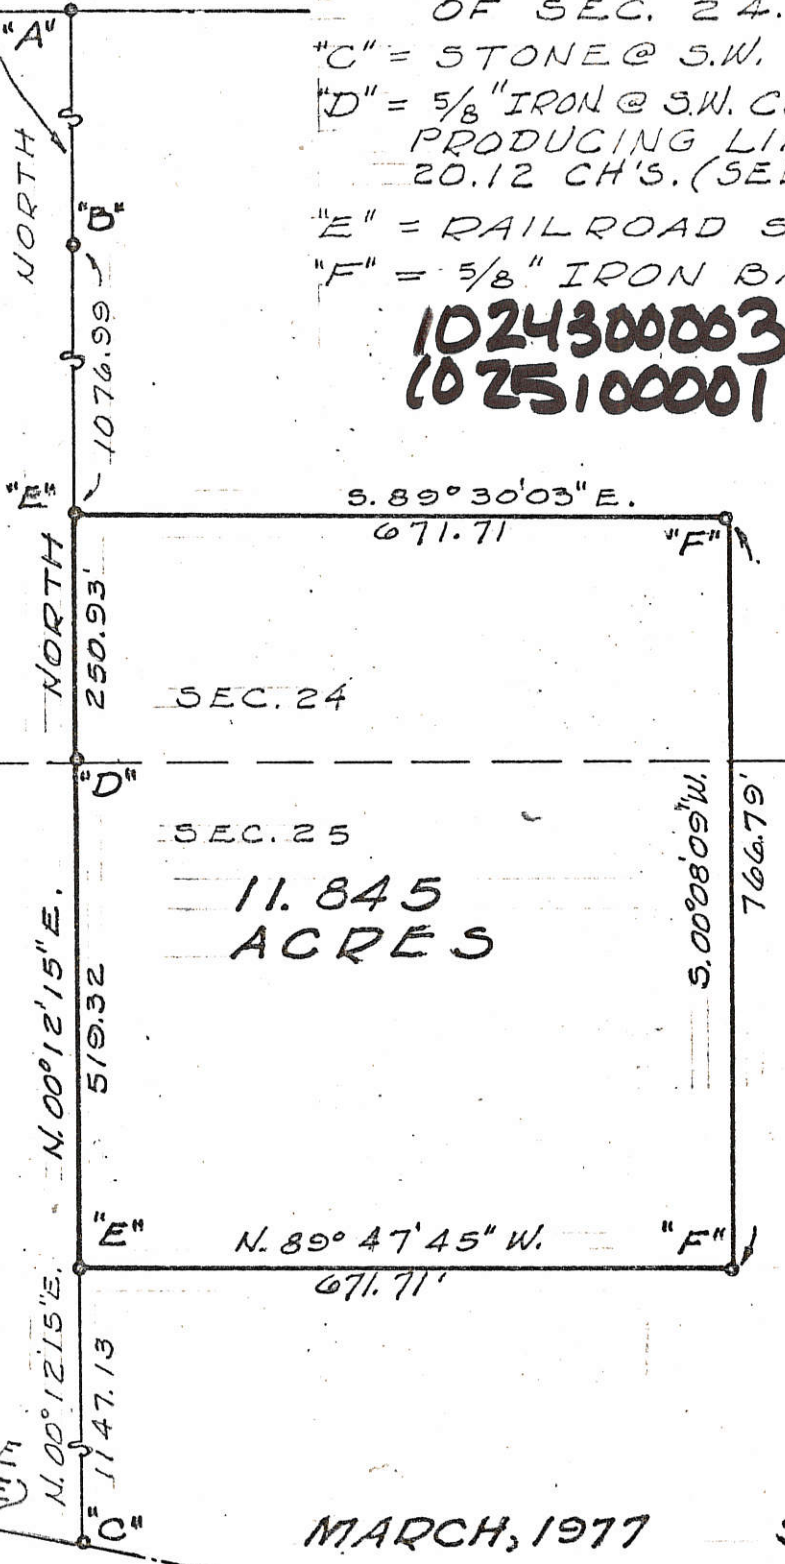 OF SEC. 24.
"A"
"C" = STONE @ S.W.
"D" = 5/8" IRON @ S.W.
PRODUCING
20.12 CH'S.
NORTH
"B"
"E" = RAILROAD
"F" = 5/8" IRON
1076.99
1024300003
1025100001
"E"
S. 89° 30' 03" E.
671.71
"F"
NORTH
250.93'
SEC. 24
"D"
SEC. 25
11.845
ACRES
S. 00° 08' 09" W.
766.79'
N. 00° 12' 15" E.
519.32
"E"
N. 89° 47' 45" W.
"F"
671.71'
N. 00° 12' 15" E.
1147.13
"C"
MARCH, 1977